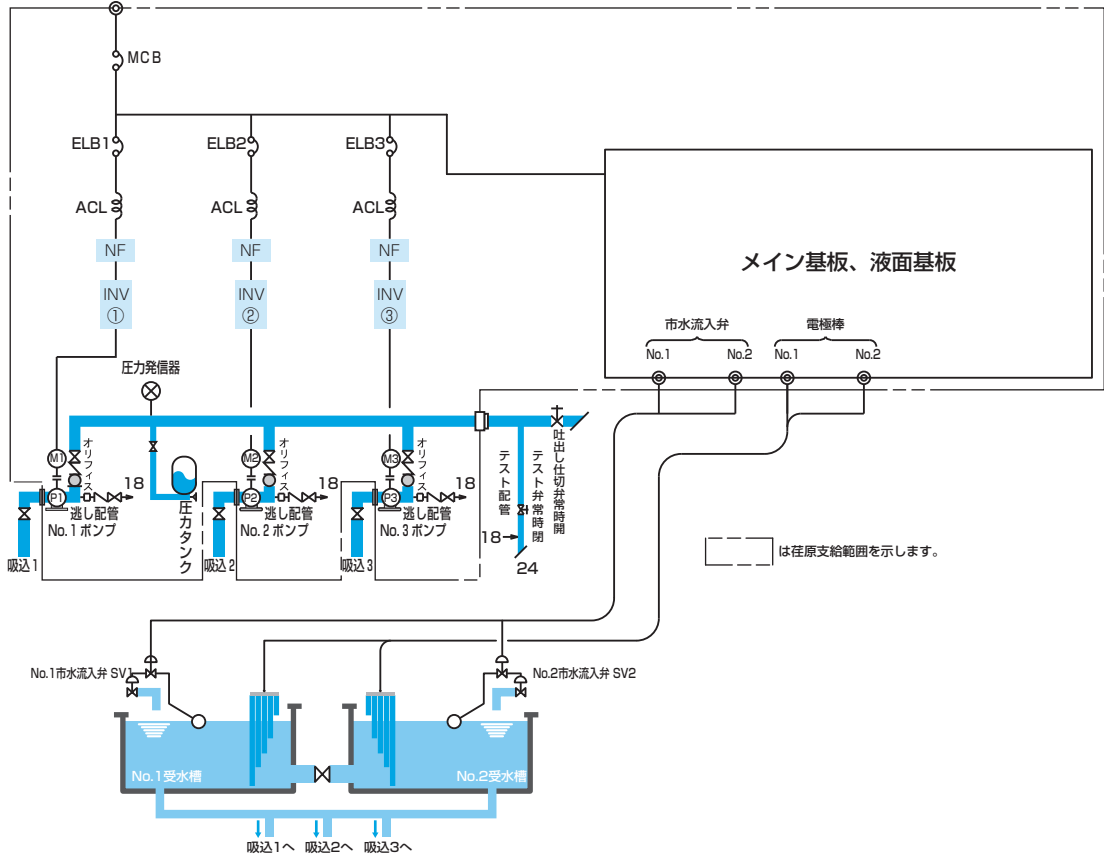 MCB
ELB1
ELB2
ELB3
ACL
ACL
ACL
NF
NF
NF
INV
①
INV
②
INV
③
メイン基板、液面基板
市水流入弁
電極棒
No.1
No.2
No.1
No.2
圧力発信器
M1
オリフィス
M2
オリフィス
M3
オリフィス
P1
18
P2
18
P3
18
逃し配管
No.1ポンプ
圧力タンク
逃し配管
No.2ポンプ
逃し配管
No.3ポンプ
吸込1
吸込2
吸込3
テスト配管
テスト弁常時閉
吐出し仕切弁常時開
18
24
は荏原支給範囲を示します。
No.1市水流入弁 SV1
No.2市水流入弁 SV2
No.1受水槽
No.2受水槽
吸込1へ
吸込2へ
吸込3へ